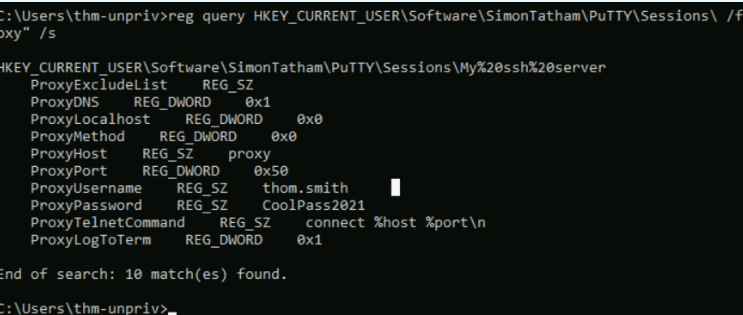 C:\Users\thm-unpriv>reg query HKEY_CURRENT_USER\Software\SimonTatham\PuTTY\Sessions\ /f
oxy" /s
HKEY_CURRENT_USER\Software\SimonTatham\PuTTY\Sessions\My%20ssh%20server
ProxyExcludeList REG_SZ
ProxyDNS REG_DWORD 0x1
ProxyLocalhost REG_DWORD 0x0
ProxyMethod REG_DWORD 0x0
ProxyHost REG_SZ proxy
ProxyPort REG_DWORD 0x50
ProxyUsername REG_SZ thom.smith
ProxyPassword REG_SZ CoolPass2021
ProxyTelnetCommand REG_SZ connect %host %port\n
ProxyLogToTerm REG_DWORD 0x1
End of search: 10 match(es) found.
C:\Users\thm-unpriv>